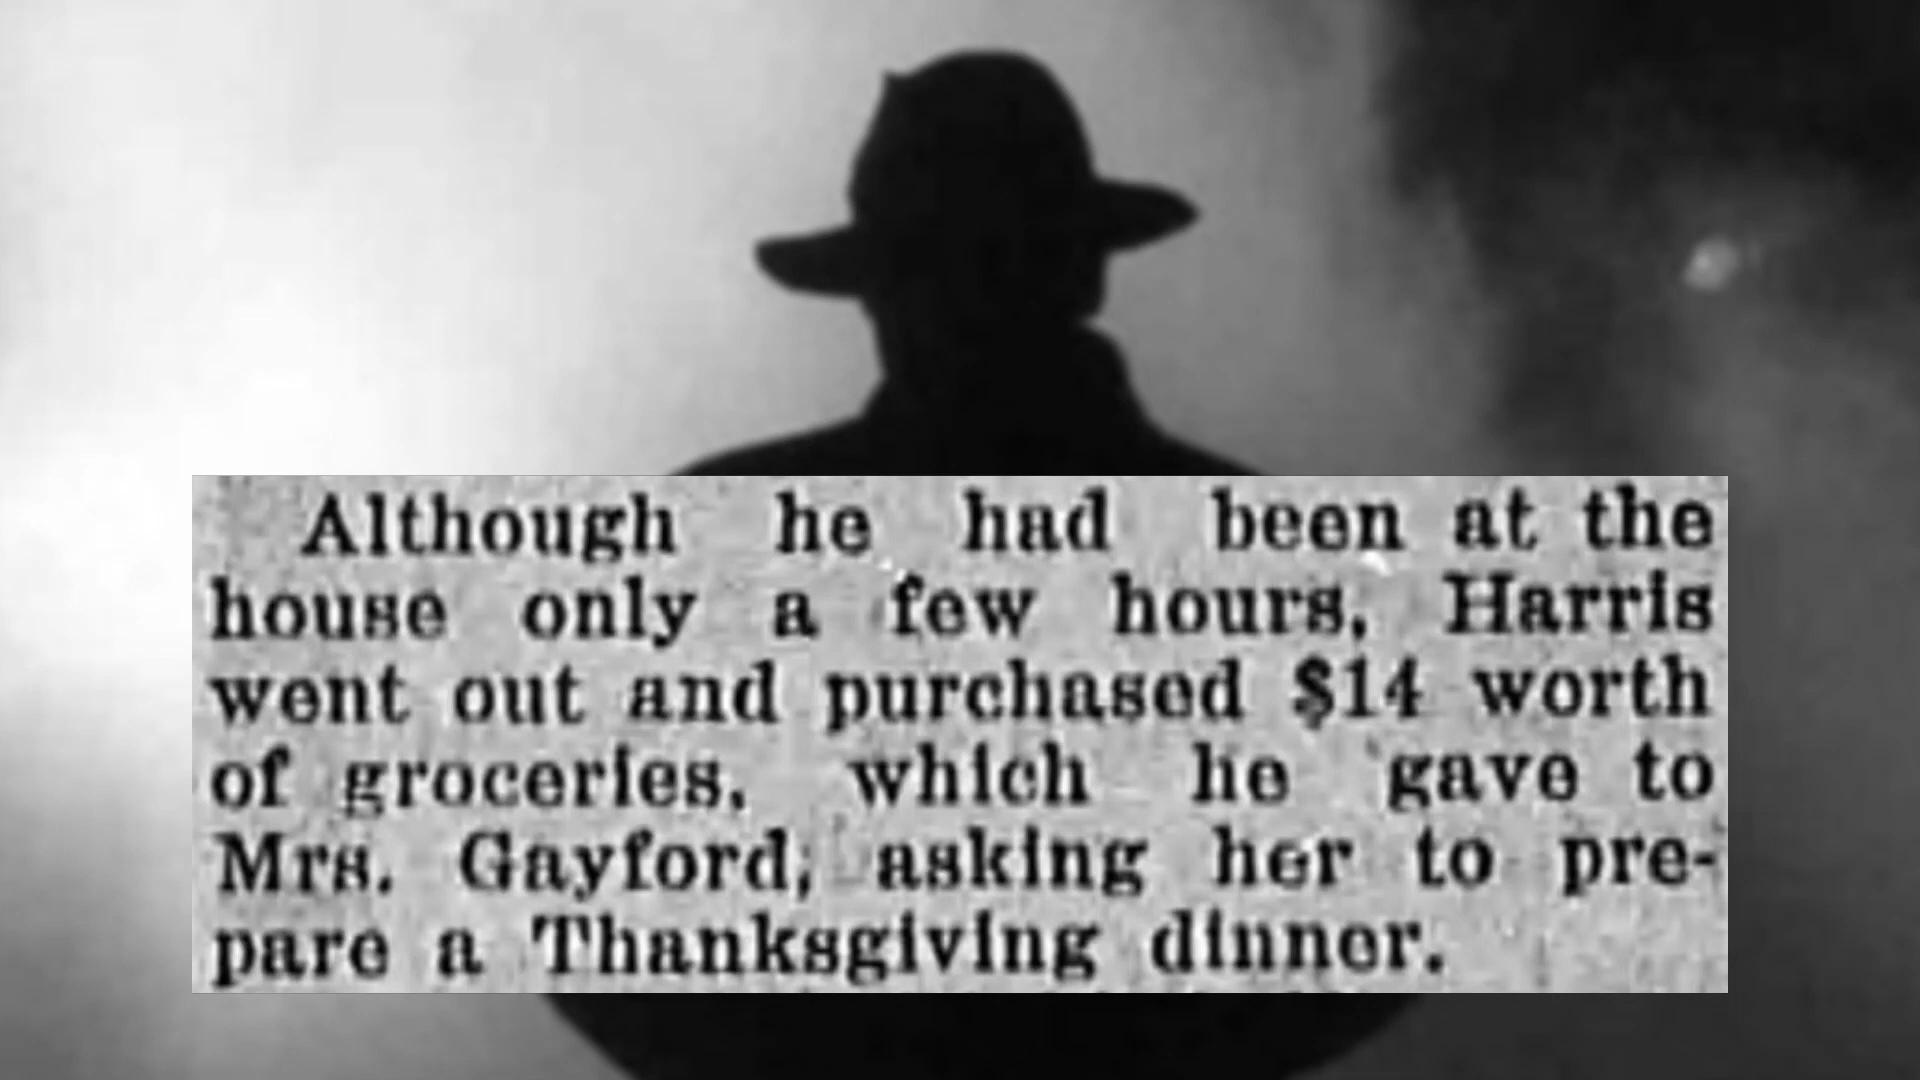 Although he had been at the
house only a few hours, Harris
went out and purchased $14 worth
of groceries, which he gave to
Mrs. Gayford, asking her to pre-
pare a Thanksgiving dinner.